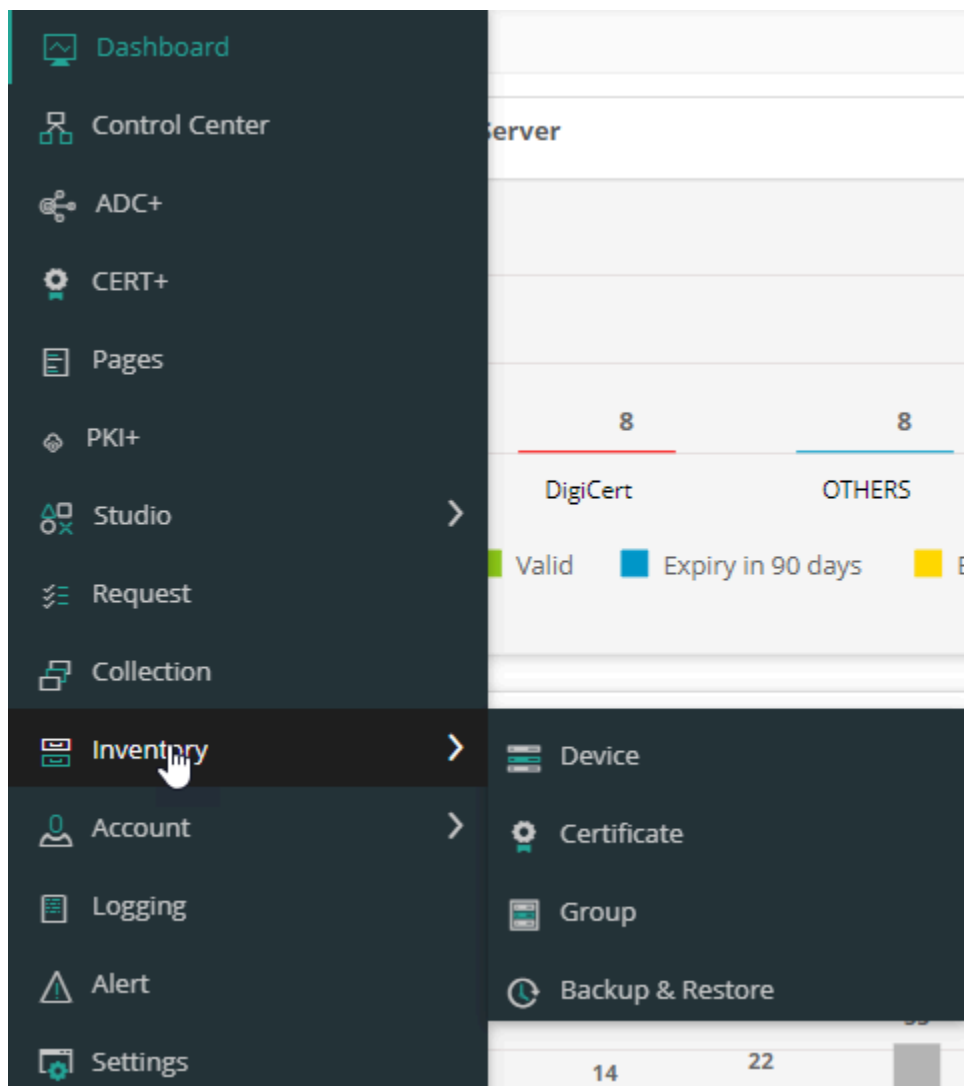 Dashboard
Control Center
ADC+
CERT+
Pages
PKI+
Studio
Request
Collection
Inventory
Account
Logging
Alert
Settings
Device
Certificate
Group
Backup & Restore
8 8
DigiCert OTHERS
Valid Expiry in 90 days
14 22